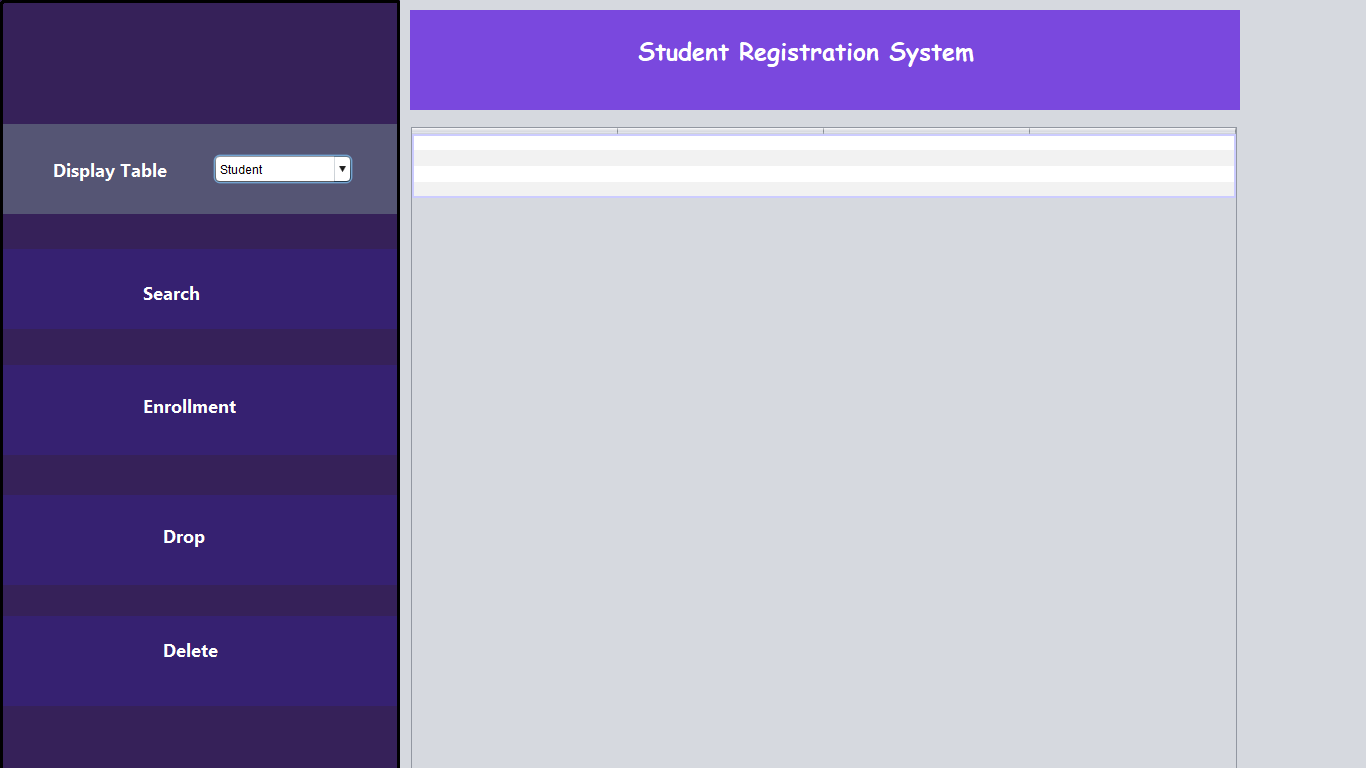 Student Registration System
Display Table
Student
Search
Enrollment
Drop
Delete